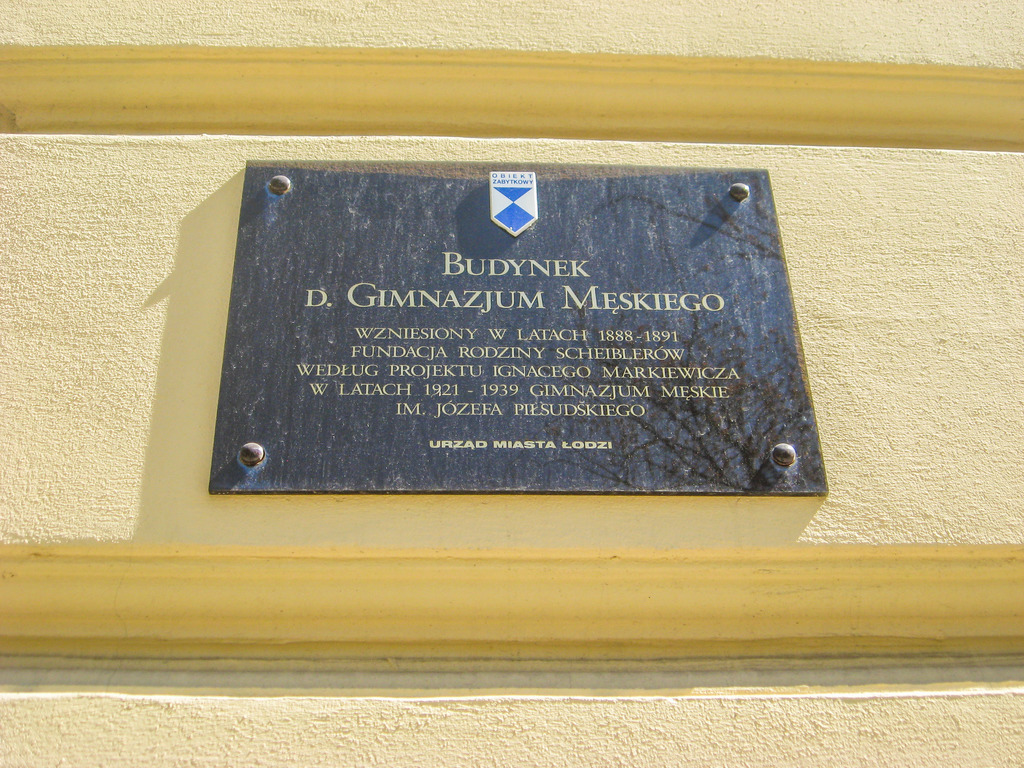 OBIEKT
ZABYTKOWY
BUDYNEK
D. GIMNAZJUM MĘSKIEGO
WZNIESIONY W LATACH 1888-1891
FUNDACJA RODZINY SCHEIBLERÓW
WEDŁUG PROJEKTU IGNACEGO MARKIEWICZA
W LATACH 1921 - 1939 GIMNAZJUM MĘSKIE
IM. JÓZEFA PIŁSUDSKIEGO
URZĄD MIASTA ŁODZI